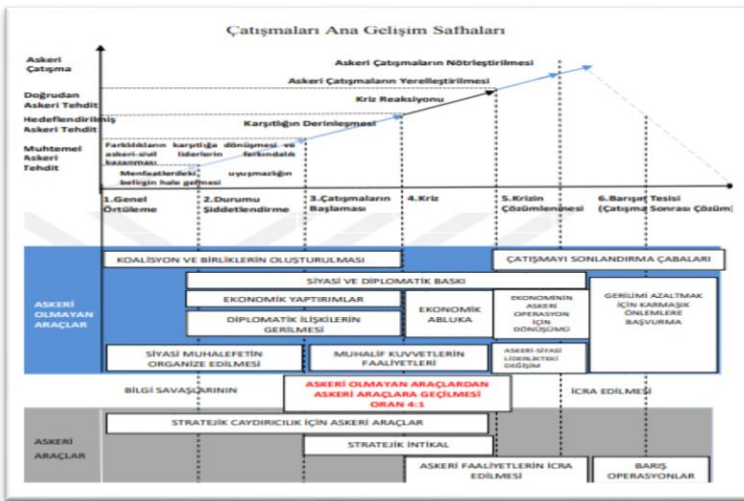 Çatışmaları Ana Gelişim Safhaları
Askeri
Çatışma
Doğrudan
Askeri Tehdit
Hedeflendirilmiş
Askeri Tehdit
Muhtemel
Askeri
Tehdit
Askeri Çatışmaların Nötrleştirilmesi
Askeri Çatışmaların Yerelleştirilmesi
Kriz Reaksiyonu
Karşıtlığın Derinleşmesi
Farklılıkların karşıtlığa dönüşmesi ve
askeri-sivil liderlerin farkındalık
kazanması
Menfaatlerdeki uyuşmazlığın
belirgin hale gelmesi
1.Genel
Örtüleme
2.Durumu
Şiddetlendirme
3.Çatışmaların
Başlaması
4.Kriz
5.Krizin
Çözümlenmesi
6.Barışın Tesisi
(Çatışma Sonrası Çözüm)
ASKERİ
OLMAYAN
ARAÇLAR
KOALİSYON VE BİRLİKLERİN OLUŞTURULMASI
ÇATIŞMAYI SONLANDIRMA ÇABALARI
SİYASİ VE DİPLOMATİK BASKI
EKONOMİK YAPTIRIMLAR
DİPLOMATİK İLİŞKİLERİN
GERİLMESİ
EKONOMİK
ABLUKA
EKONOMİNİN
ASKERİ
OPERASYON
İÇİN
DÖNÜŞÜMÜ
GERİLİMİ AZALTMAK
İÇİN KARMAŞIK
ÖNLEMLERE
BAŞVURMA
SİYASİ MUHALEFETİN
ORGANİZE EDİLMESİ
MUHALİF KUVVETLERİN
FAALİYETLERİ
ASKERİ-SİYASİ
LİDERLİKTEKİ
DEĞİŞİM
BİLGİ SAVAŞLARININ
ASKERİ OLMAYAN ARAÇLARDAN
ASKERİ ARAÇLARA GEÇİLMESİ
ORAN 4:1
İCRA EDİLMESİ
ASKERİ
ARAÇLAR
STRATEJİK CAYDIRICILIK İÇİN ASKERİ ARAÇLAR
STRATEJİK İNTİKAL
ASKERİ FAALİYETLERİN İCRA
EDİLMESİ
BARIŞ
OPERASYONLAR